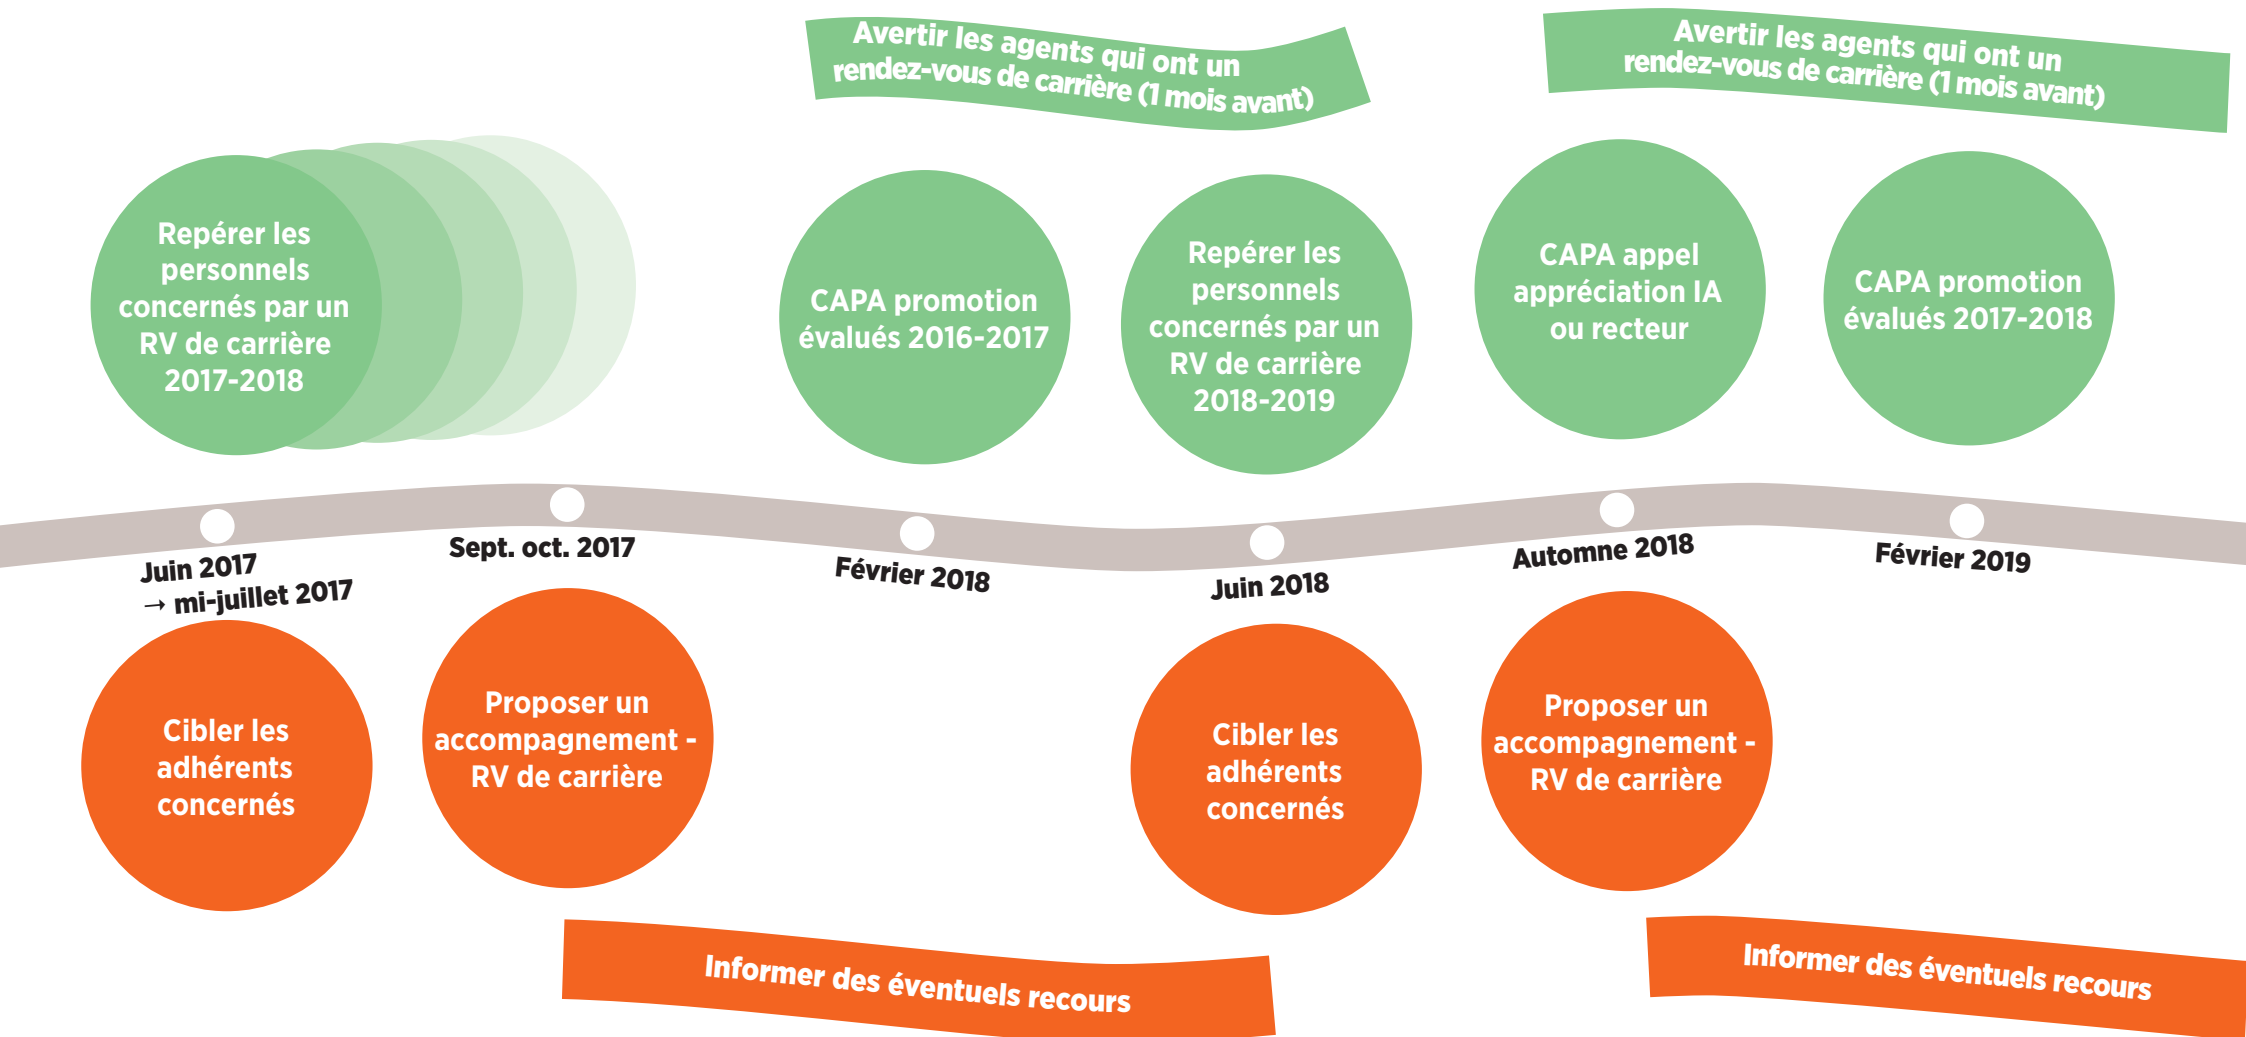 Avertir les agents qui ont un
rendez-vous de carrière (1 mois avant)
Avertir les agents qui ont un
rendez-vous de carrière (1 mois avant)
Repérer les
personnels
concernés par un
RV de carrière
2017-2018
CAPA promotion
évalués 2016-2017
Repérer les
personnels
concernés par un
RV de carrière
2018-2019
CAPA appel
appréciation IA
ou recteur
CAPA promotion
évalués 2017-2018
Juin 2017
→ mi-juillet 2017
Sept. oct. 2017
Février 2018
Juin 2018
Automne 2018
Février 2019
Cibler les
adhérents
concernés
Proposer un
accompagnement -
RV de carrière
Cibler les
adhérents
concernés
Proposer un
accompagnement -
RV de carrière
Informer des éventuels recours
Informer des éventuels recours